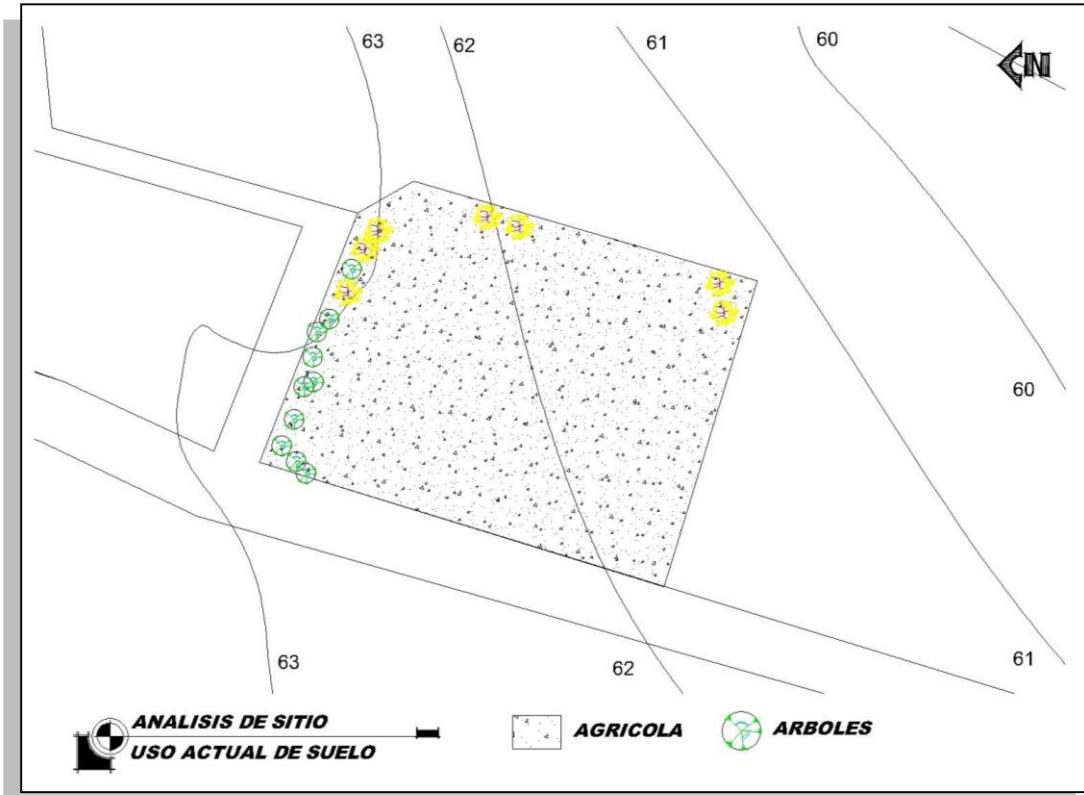 63
62
61
60
N
60
63
62
61
ANALISIS DE SITIO
USO ACTUAL DE SUELO
AGRICOLA
ARBOLES